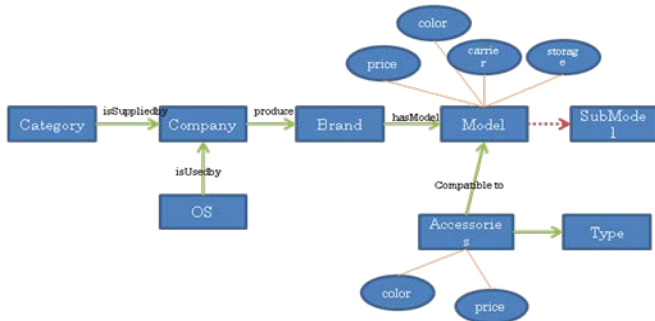 color
carrie
r
storag
e
price
isSuppliedby
produce
hasModel
Category
Company
Brand
Model
SubMode
l
isUsedby
Compatible to
OS
Accessorie
s
Type
color
price